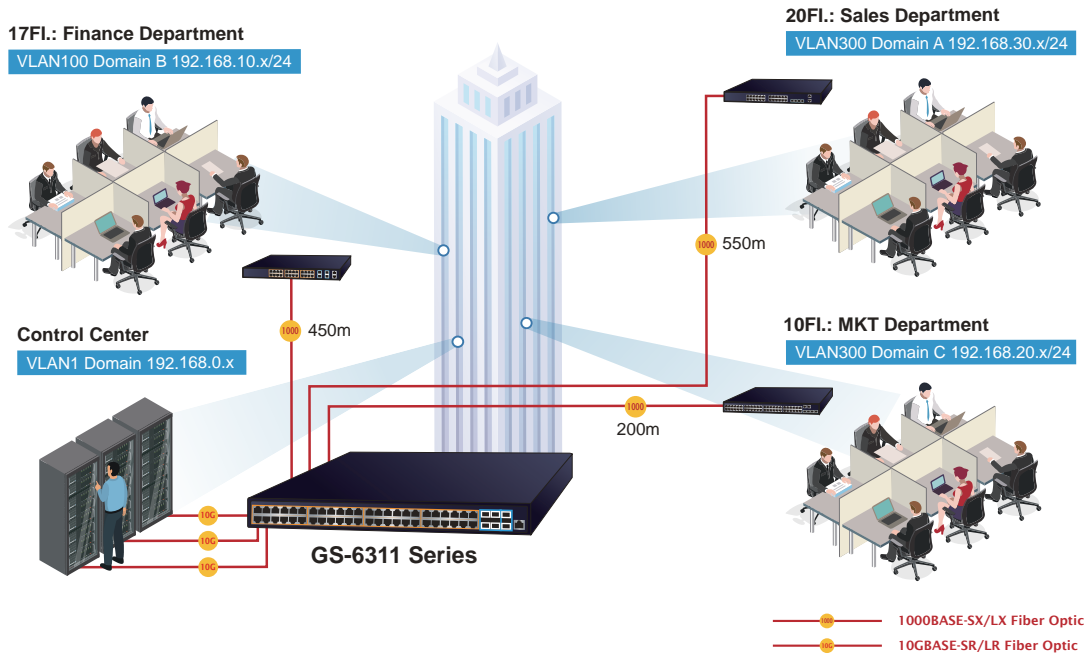 17Fl.: Finance Department
VLAN100 Domain B 192.168.10.x/24
20Fl.: Sales Department
VLAN300 Domain A 192.168.30.x/24
1000
550m
1000
450m
Control Center
VLAN1 Domain 192.168.0.x
10Fl.: MKT Department
VLAN300 Domain C 192.168.20.x/24
1000
200m
10G
10G
10G
GS-6311 Series
1000
1000BASE-SX/LX Fiber Optic
10G
10GBASE-SR/LR Fiber Optic